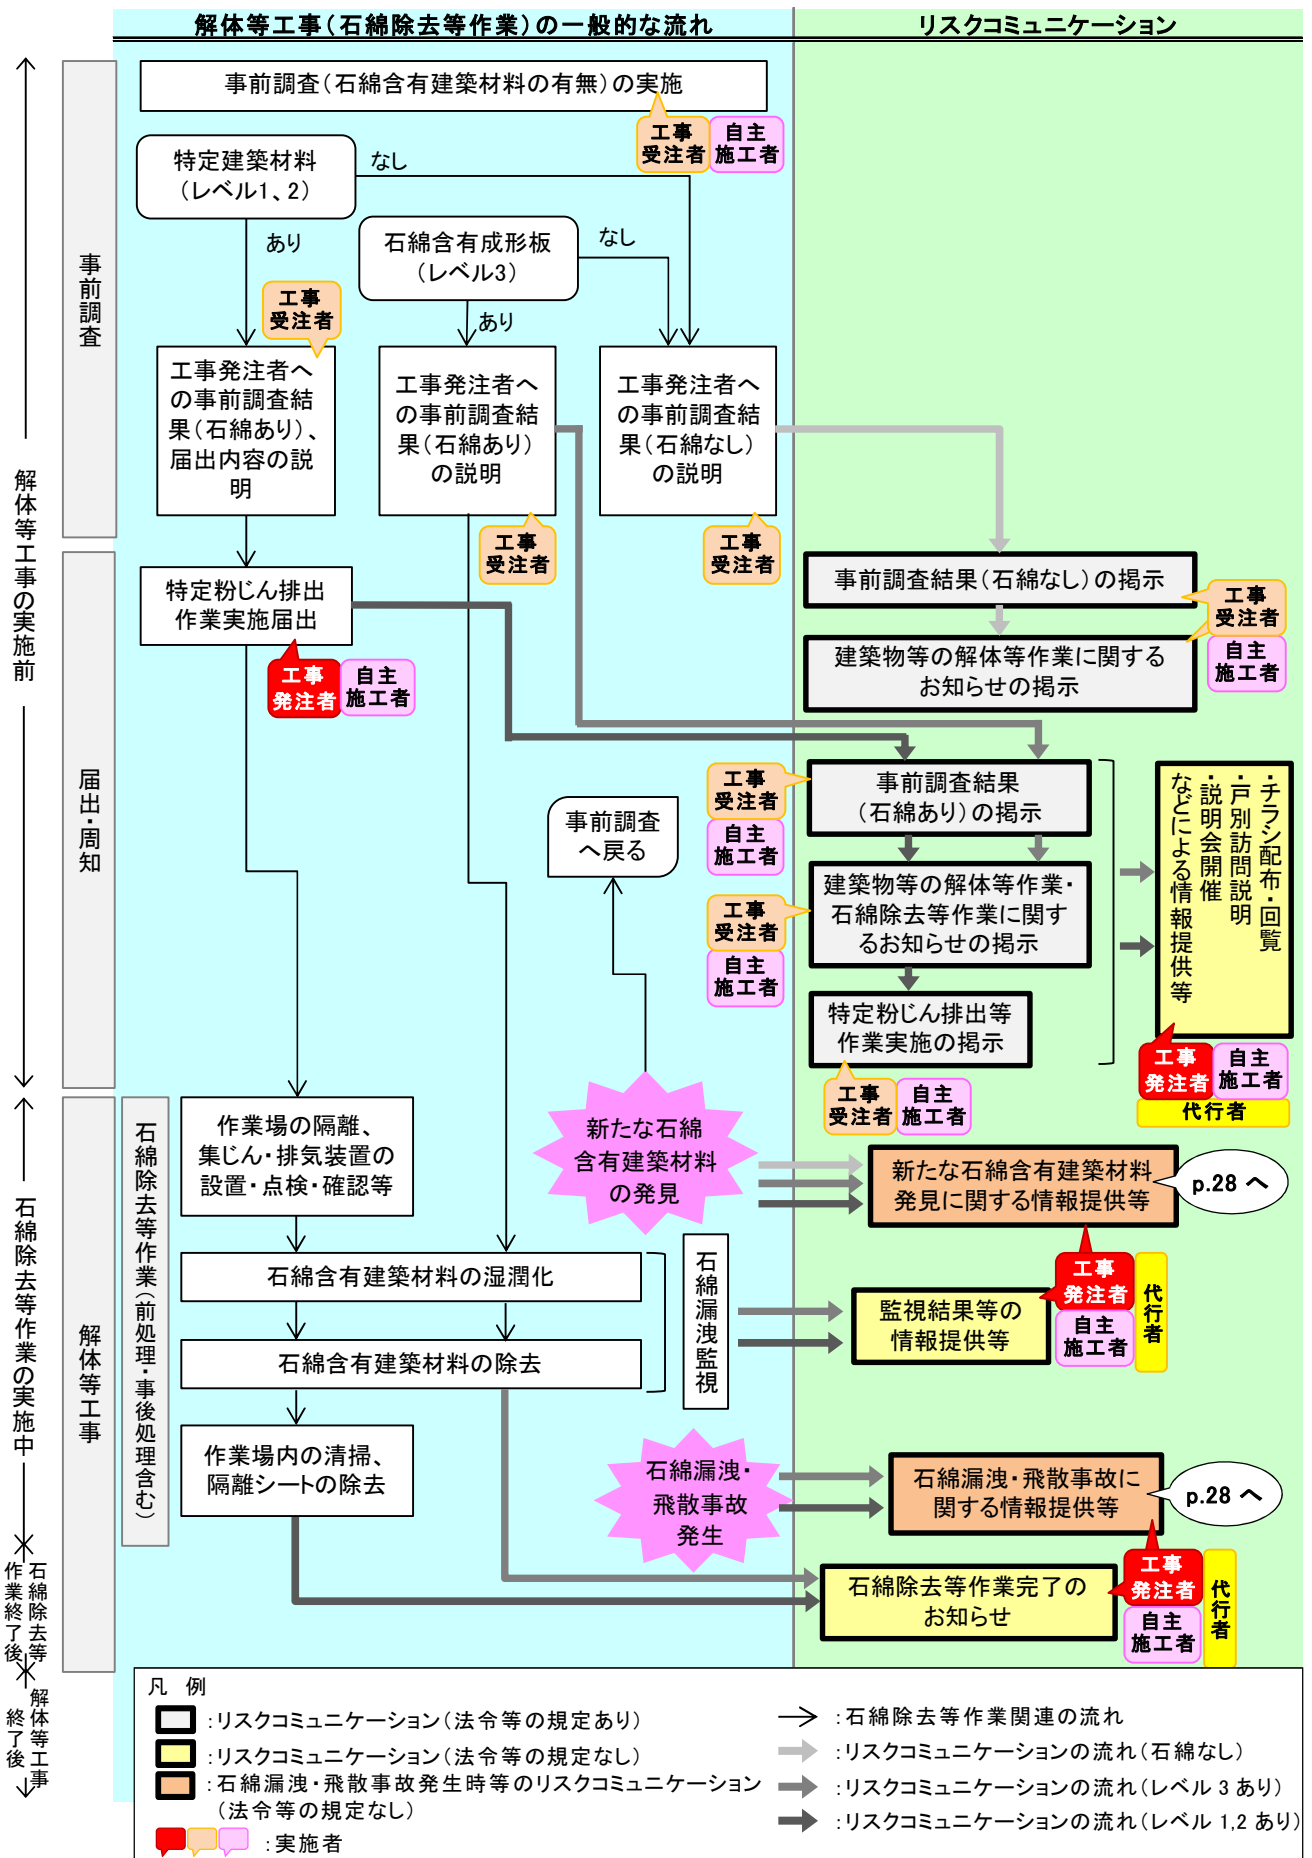 解体等工事（石綿除去等作業）の一般的な流れ
リスクコミュニケーション
解体等工事の実施前
石綿除去等作業の実施中
石綿除去等
作業終了後
解体等工事
終了後
事前調査
届出・周知
解体等工事
石綿除去等作業（前処理・事後処理含む）
事前調査（石綿含有建築材料の有無）の実施
工事
受注者
自主
施工者
特定建築材料
（レベル1、2）
なし
あり
石綿含有成形板
（レベル3）
なし
あり
工事
受注者
工事発注者へ
の事前調査結
果（石綿あり）、
届出内容の説
明
工事発注者へ
の事前調査結
果（石綿あり）
の説明
工事発注者へ
の事前調査結
果（石綿なし）
の説明
工事
受注者
工事
受注者
特定粉じん排出
作業実施届出
工事
発注者
自主
施工者
事前調査結果（石綿なし）の掲示
工事
受注者
自主
施工者
建築物等の解体等作業に関する
お知らせの掲示
事前調査結果
（石綿あり）の掲示
工事
受注者
自主
施工者
建築物等の解体等作業・
石綿除去等作業に関す
るお知らせの掲示
工事
受注者
自主
施工者
特定粉じん排出等
作業実施の掲示
工事
受注者
自主
施工者
・チラシ配布・回覧
・戸別訪問説明
・説明会開催
などによる情報提供等
工事
発注者
自主
施工者
代行者
事前調査
へ戻る
新たな石綿
含有建築材料
の発見
作業場の隔離、
集じん・排気装置の
設置・点検・確認等
石綿含有建築材料の湿潤化
石綿含有建築材料の除去
作業場内の清掃、
隔離シートの除去
石綿漏洩監視
新たな石綿含有建築材料
発見に関する情報提供等
p.28 へ
工事
発注者
自主
施工者
代行者
監視結果等の
情報提供等
石綿漏洩・
飛散事故
発生
石綿漏洩・飛散事故に
関する情報提供等
p.28 へ
工事
発注者
自主
施工者
代行者
石綿除去等作業完了の
お知らせ
凡 例
：リスクコミュニケーション（法令等の規定あり）
：リスクコミュニケーション（法令等の規定なし）
：石綿漏洩・飛散事故発生時等のリスクコミュニケーション
（法令等の規定なし）
：実施者
：石綿除去等作業関連の流れ
：リスクコミュニケーションの流れ（石綿なし）
：リスクコミュニケーションの流れ（レベル 3 あり）
：リスクコミュニケーションの流れ（レベル 1,2 あり）